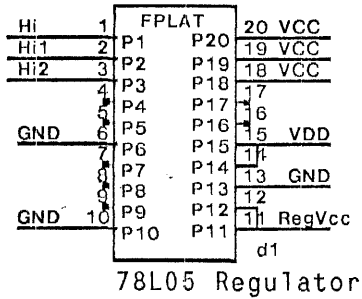 FPLAT
Hi 1 P1 P20 20 VCC
Hi1 2 P2 P19 19 VCC
Hi2 3 P3 P18 18 VCC
4 P4 P17 17
5 P5 P16 16
GND 6 P6 P15 15 VDD
7 P7 P14 14
8 P8 P13 13 GND
9 P9 P12 12
GND 10 P10 P11 11 RegVcc
d1
78L05 Regulator